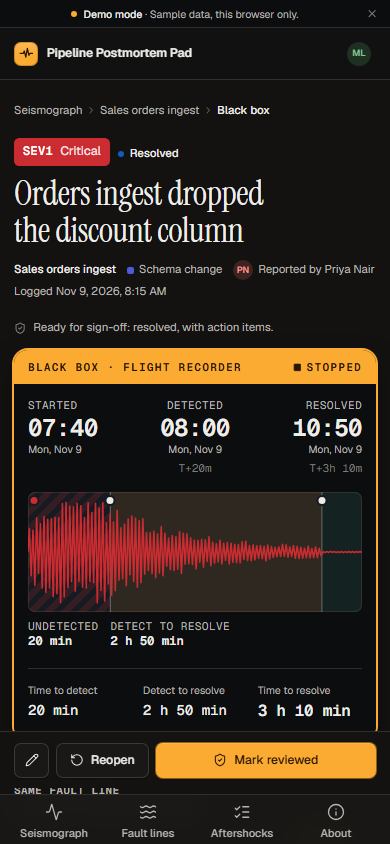 Demo mode · Sample data, this browser only.
Pipeline Postmortem Pad
ML
Seismograph > Sales orders ingest > Black box
SEV1 Critical
Resolved
Orders ingest dropped
the discount column
Sales orders ingest Schema change PN Reported by Priya Nair
Logged Nov 9, 2026, 8:15 AM
Ready for sign-off: resolved, with action items.
BLACK BOX · FLIGHT RECORDER STOPPED
STARTED DETECTED RESOLVED
07:40 08:00 10:50
Mon, Nov 9 Mon, Nov 9 Mon, Nov 9
T+20m T+3h 10m
UNDETECTED DETECT TO RESOLVE
20 min 2 h 50 min
Time to detect Detect to resolve Time to resolve
20 min 2 h 50 min 3 h 10 min
Reopen Mark reviewed
SAME FAULT LINE
Seismograph Fault lines Aftershocks About